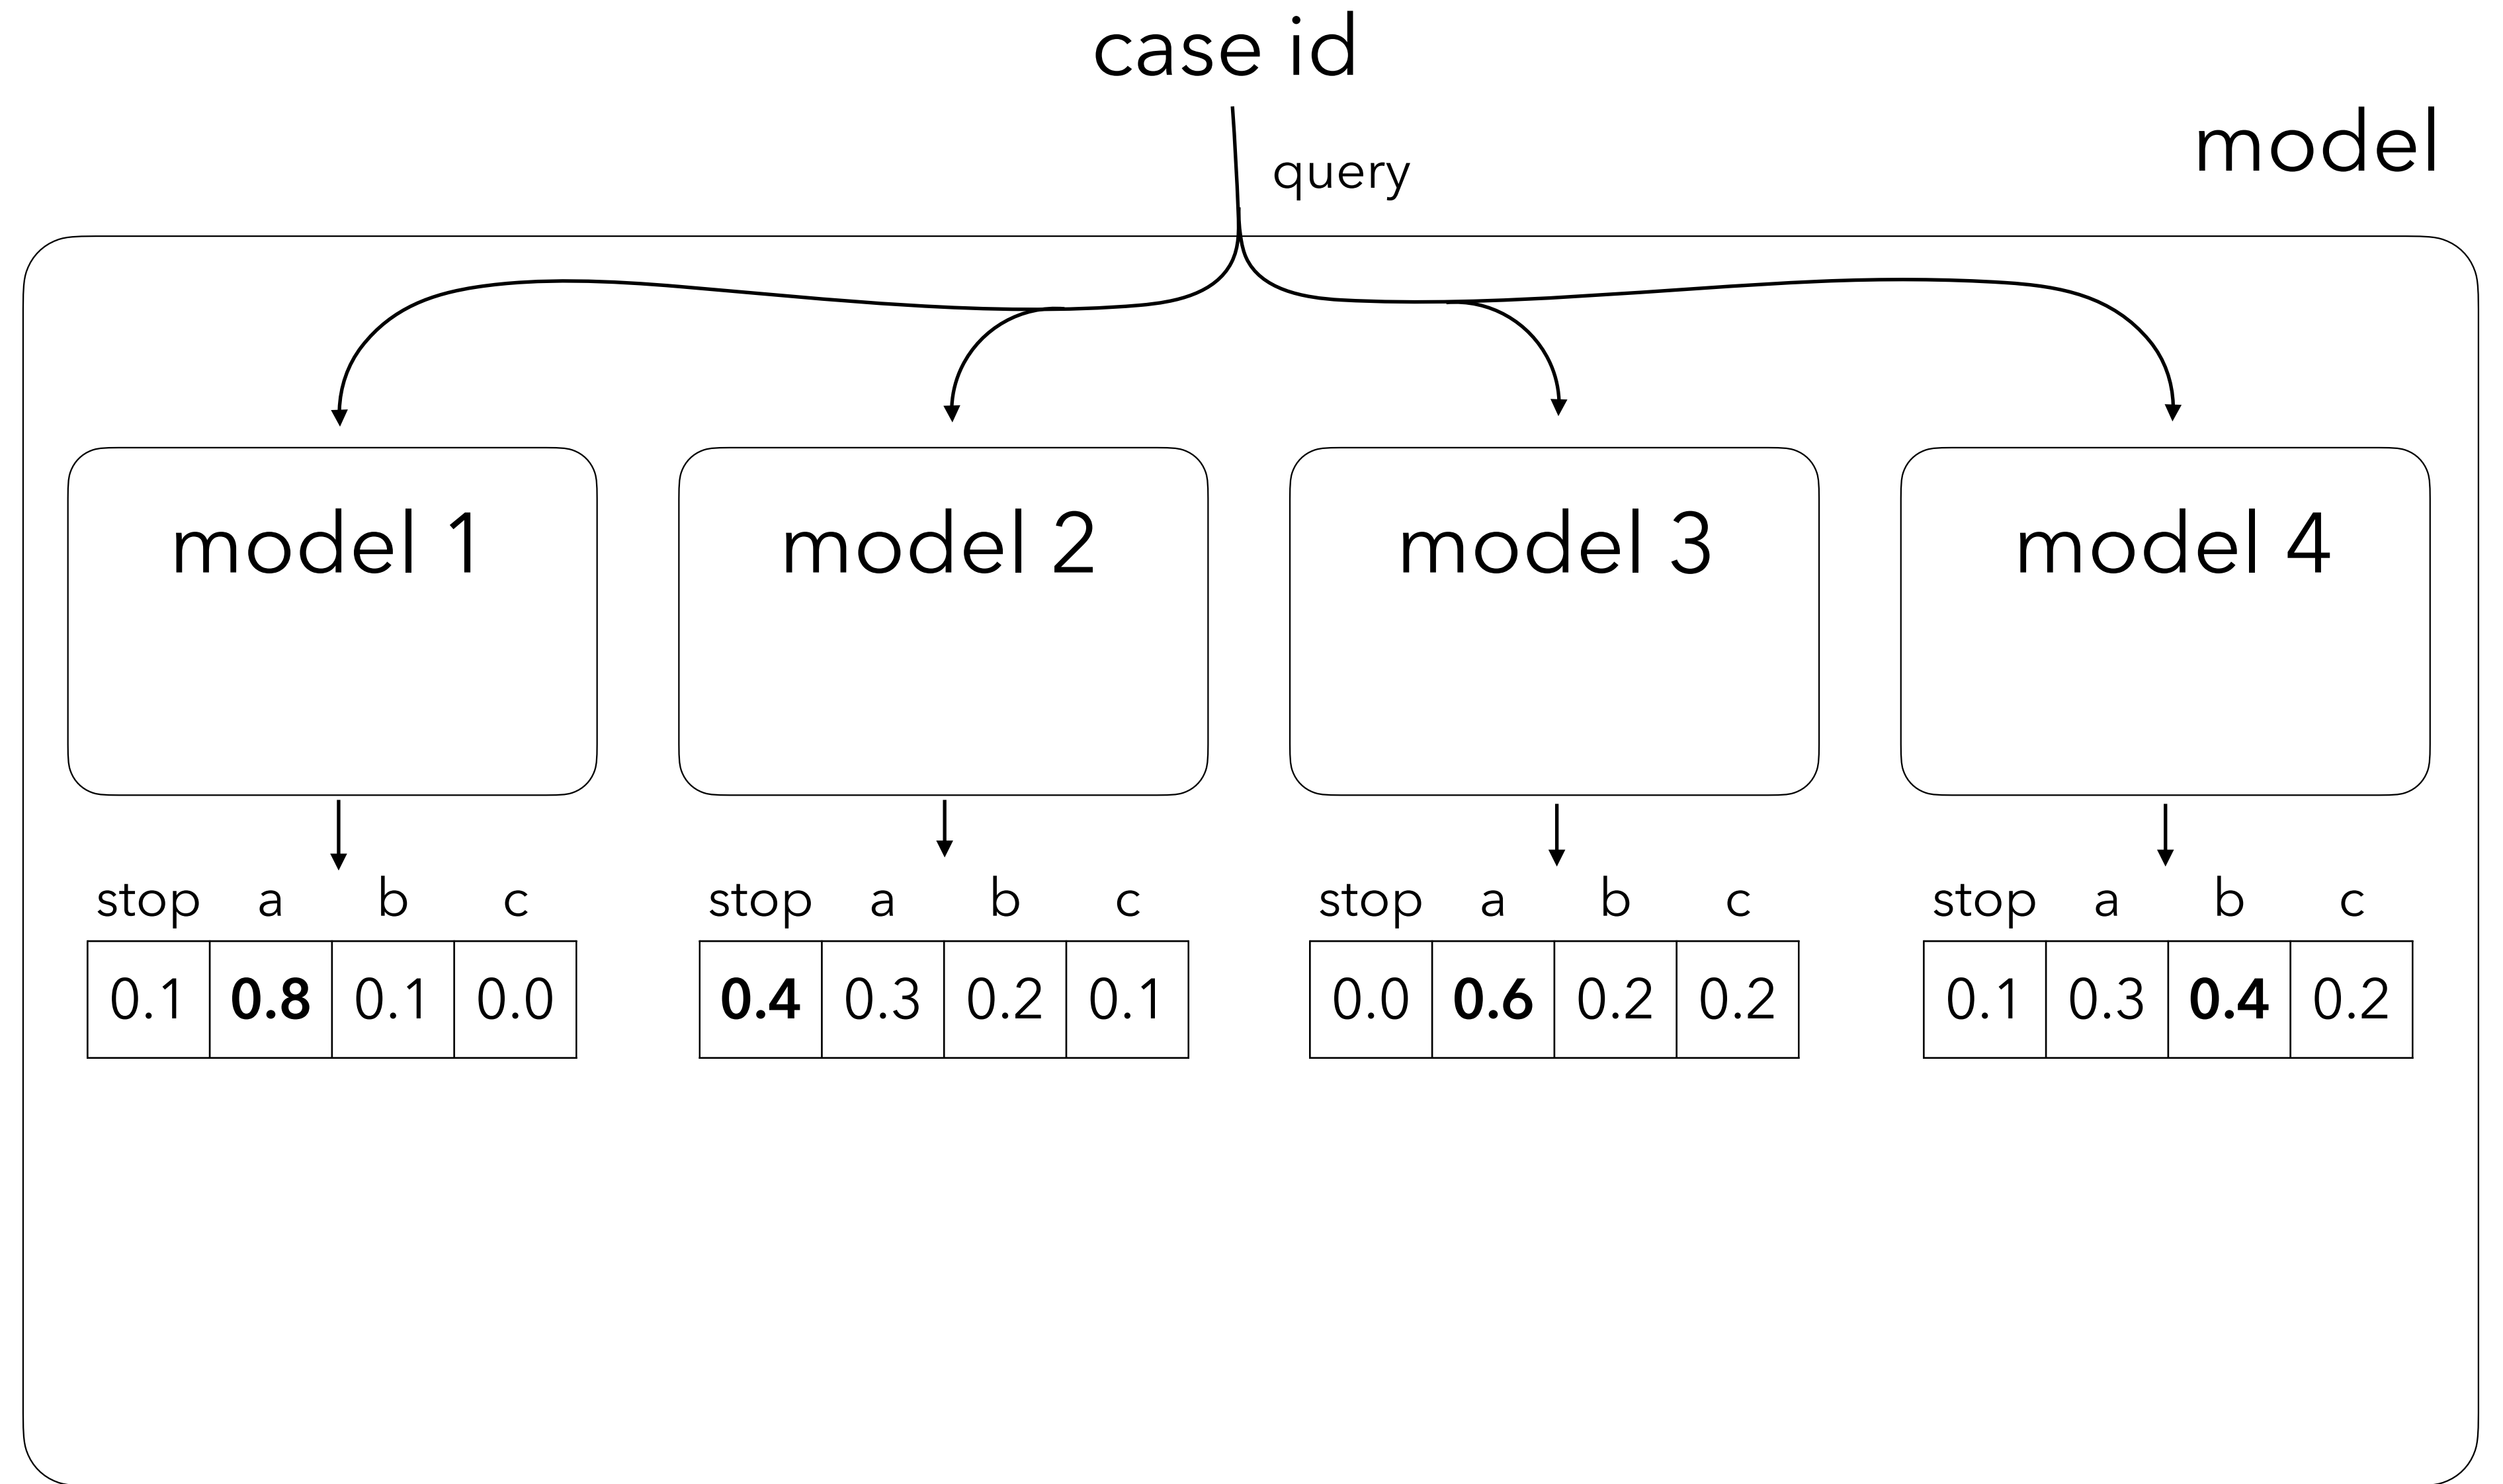 case id
model
query
model 1 model 2 model 3 model 4
stop a b c stop a b c stop a b c stop a b c
0.1 0.8 0.1 0.0 0.4 0.3 0.2 0.1 0.0 0.6 0.2 0.2 0.1 0.3 0.4 0.2